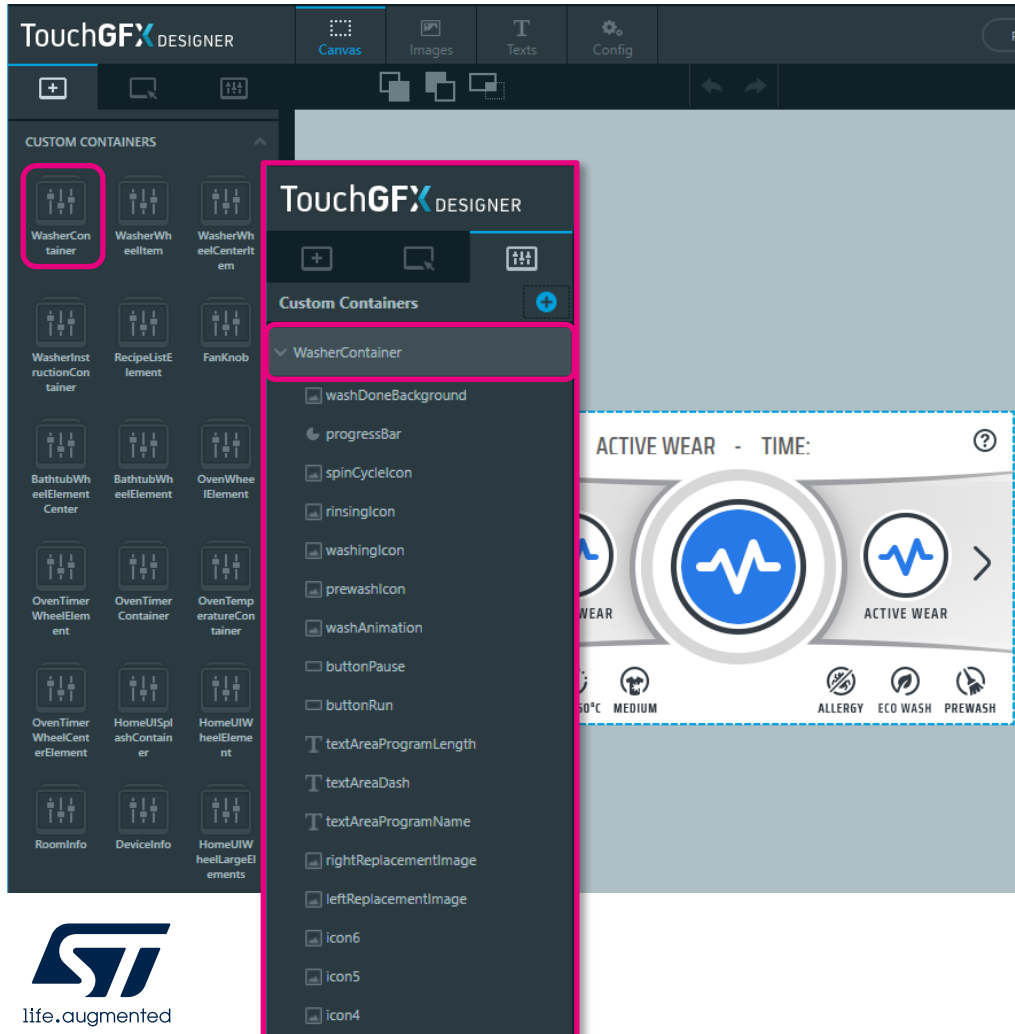 TouchGFX DESIGNER
Canvas
Images
Texts
Config
CUSTOM CONTAINERS
WasherCon
tainer
WasherWh
eelItem
WasherWh
eelCenterIt
em
WasherInst
ructionCon
tainer
RecipeListE
lement
FanKnob
BathtubWh
eelElement
Center
BathtubWh
eelElement
OvenWhee
lElement
OvenTimer
WheelElem
ent
OvenTimer
Container
OvenTemp
eratureCon
tainer
OvenTimer
WheelCent
erElement
HomeUISpl
ashContain
er
HomeUIW
heelEleme
nt
RoomInfo
DeviceInfo
HomeUIW
heelLargeEl
ements
TouchGFX DESIGNER
Custom Containers
WasherContainer
washDoneBackground
progressBar
spinCycleIcon
rinsingIcon
washingIcon
prewashIcon
washAnimation
buttonPause
buttonRun
textAreaProgramLength
textAreaDash
textAreaProgramName
rightReplacementImage
leftReplacementImage
icon6
icon5
icon4
ACTIVE WEAR - TIME:
?
WEAR
ACTIVE WEAR
0°C
MEDIUM
ALLERGY
ECO WASH
PREWASH
ST
life.augmented